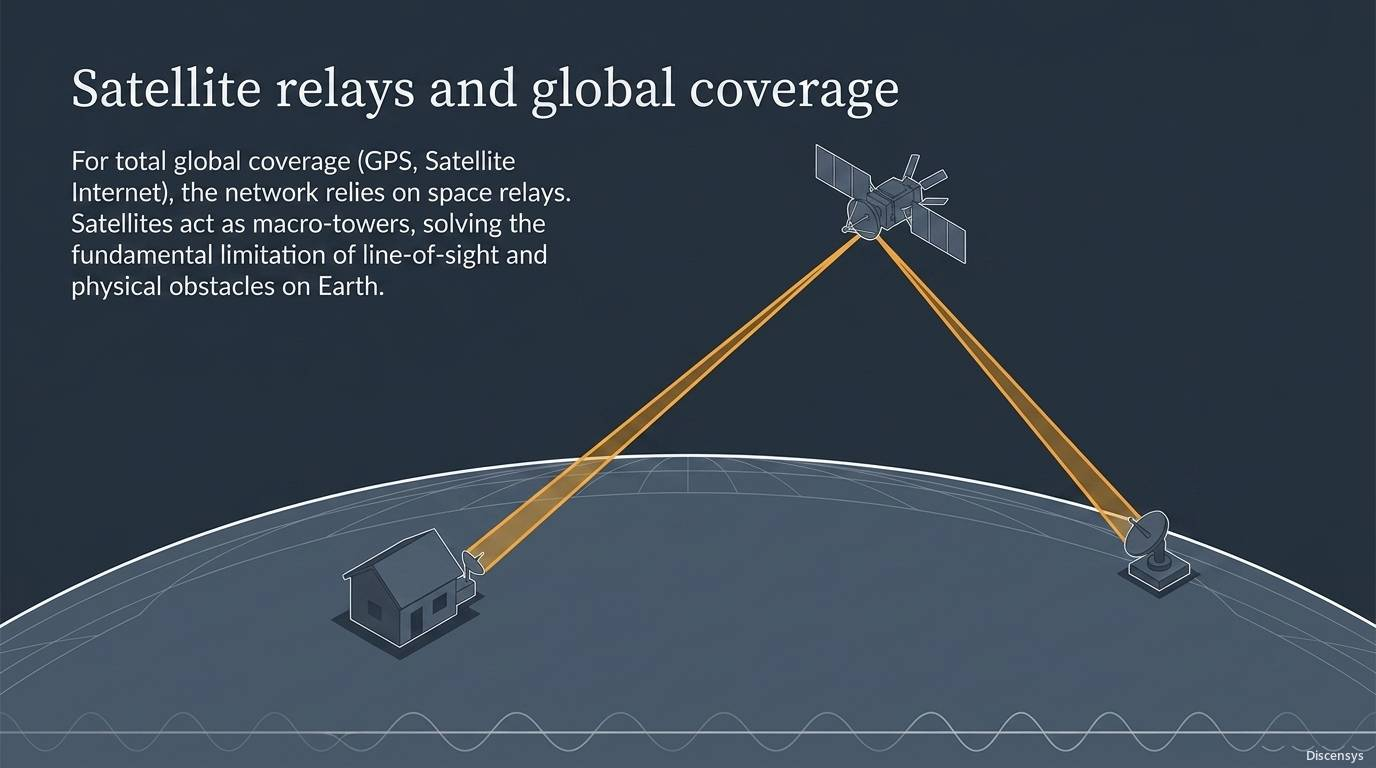 Satellite relays and global coverage
For total global coverage (GPS, Satellite
Internet), the network relies on space relays.
Satellites act as macro-towers, solving the
fundamental limitation of line-of-sight and
physical obstacles on Earth.
Discensys